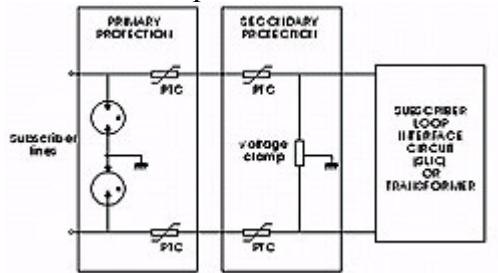 PRIMARY
PROTECTION
SECONDARY
PROTECTION
PTC
PTC
Subscriber
lines
voltage
clamp
SUBSCRIBER
LOOP
INTERFACE
CIRCUIT
(SLIC)
OR
TRANSFORMER
PTC
PTC